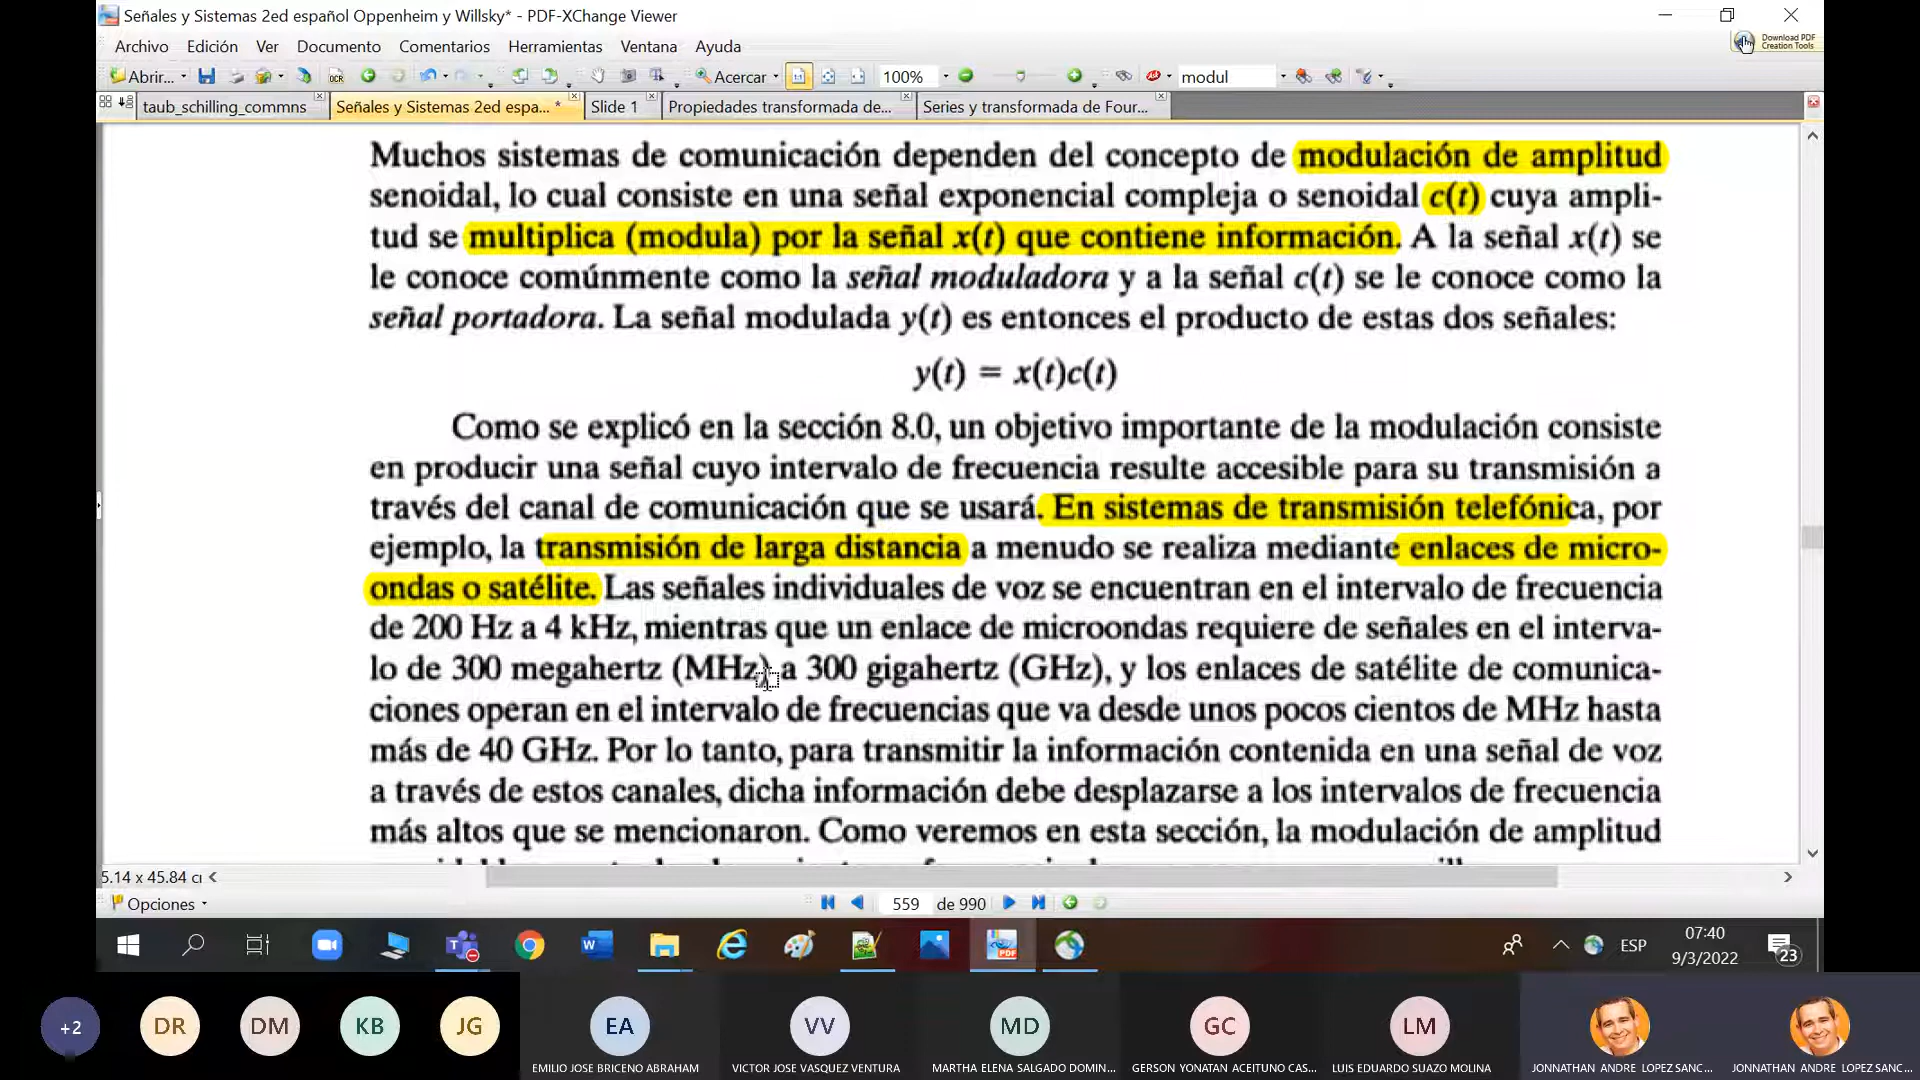 Señales y Sistemas 2ed español Oppenheim y Willsky* - PDF-XChange Viewer
Archivo Edición Ver Documento Comentarios Herramientas Ventana Ayuda
Download PDF
Creation Tools
Abrir... OCR Acercar 100% modul
taub_schilling_commns Señales y Sistemas 2ed espa... * Slide 1 Propiedades transformada de... Series y transformada de Four...
Muchos sistemas de comunicación dependen del concepto de modulación de amplitud
senoidal, lo cual consiste en una señal exponencial compleja o senoidal c(t) cuya ampli-
tud se multiplica (modula) por la señal x(t) que contiene información. A la señal x(t) se
le conoce comúnmente como la señal moduladora y a la señal c(t) se le conoce como la
señal portadora. La señal modulada y(t) es entonces el producto de estas dos señales:
y(t) = x(t)c(t)
Como se explicó en la sección 8.0, un objetivo importante de la modulación consiste
en producir una señal cuyo intervalo de frecuencia resulte accesible para su transmisión a
través del canal de comunicación que se usará. En sistemas de transmisión telefónica, por
ejemplo, la transmisión de larga distancia a menudo se realiza mediante enlaces de micro-
ondas o satélite. Las señales individuales de voz se encuentran en el intervalo de frecuencia
de 200 Hz a 4 kHz, mientras que un enlace de microondas requiere de señales en el interva-
lo de 300 megahertz (MHz) a 300 gigahertz (GHz), y los enlaces de satélite de comunica-
ciones operan en el intervalo de frecuencias que va desde unos pocos cientos de MHz hasta
más de 40 GHz. Por lo tanto, para transmitir la información contenida en una señal de voz
a través de estos canales, dicha información debe desplazarse a los intervalos de frecuencia
más altos que se mencionaron. Como veremos en esta sección, la modulación de amplitud
5.14 x 45.84 c
Opciones 559 de 990
ESP 07:40
9/3/2022 23
+2 DR DM KB JG EA VV MD GC LM
EMILIO JOSE BRICENO ABRAHAM VICTOR JOSE VASQUEZ VENTURA MARTHA ELENA SALGADO DOMIN... GERSON YONATAN ACEITUNO CAS... LUIS EDUARDO SUAZO MOLINA JONNATHAN ANDRE LOPEZ SANC... JONNATHAN ANDRE LOPEZ SANC...